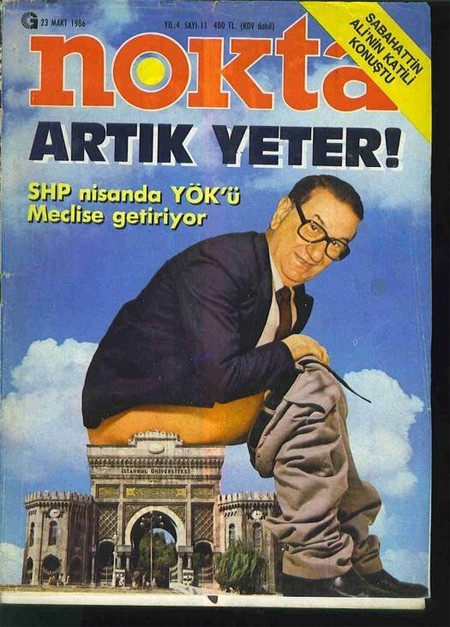 23 MART 1986
YIL:4 SAYI:11 400 TL. (KDV dahil)
nokta
SABAHATTİN
ALİ'NİN KATİLİ
KONUŞTU
ARTIK YETER!
SHP nisanda YÖK'ü
Meclise getiriyor
İSTANBUL ÜNİVERSİTESİ